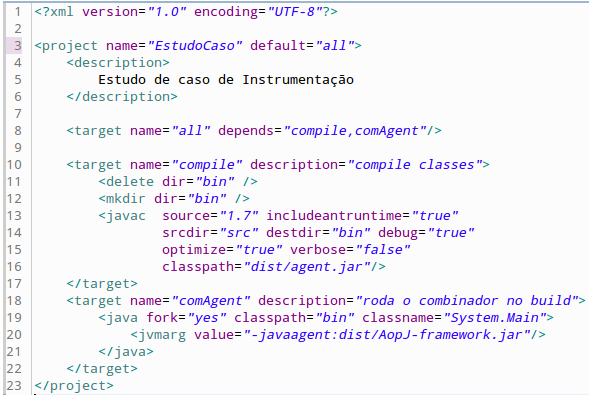 1 <?xml version="1.0" encoding="UTF-8"?>
2
3 <project name="EstudoCaso" default="all">
4     <description>
5         Estudo de caso de Instrumentação
6     </description>
7
8     <target name="all" depends="compile,comAgent"/>
9
10     <target name="compile" description="compile classes">
11         <delete dir="bin" />
12         <mkdir dir="bin" />
13         <javac  source="1.7" includeantruntime="true"
14                 srcdir="src" destdir="bin" debug="true"
15                 optimize="true" verbose="false"
16                 classpath="dist/agent.jar"/>
17     </target>
18     <target name="comAgent" description="roda o combinador no build">
19         <java fork="yes" classpath="bin" classname="System.Main">
20             <jvmarg value="-javaagent:dist/AopJ-framework.jar"/>
21         </java>
22     </target>
23 </project>